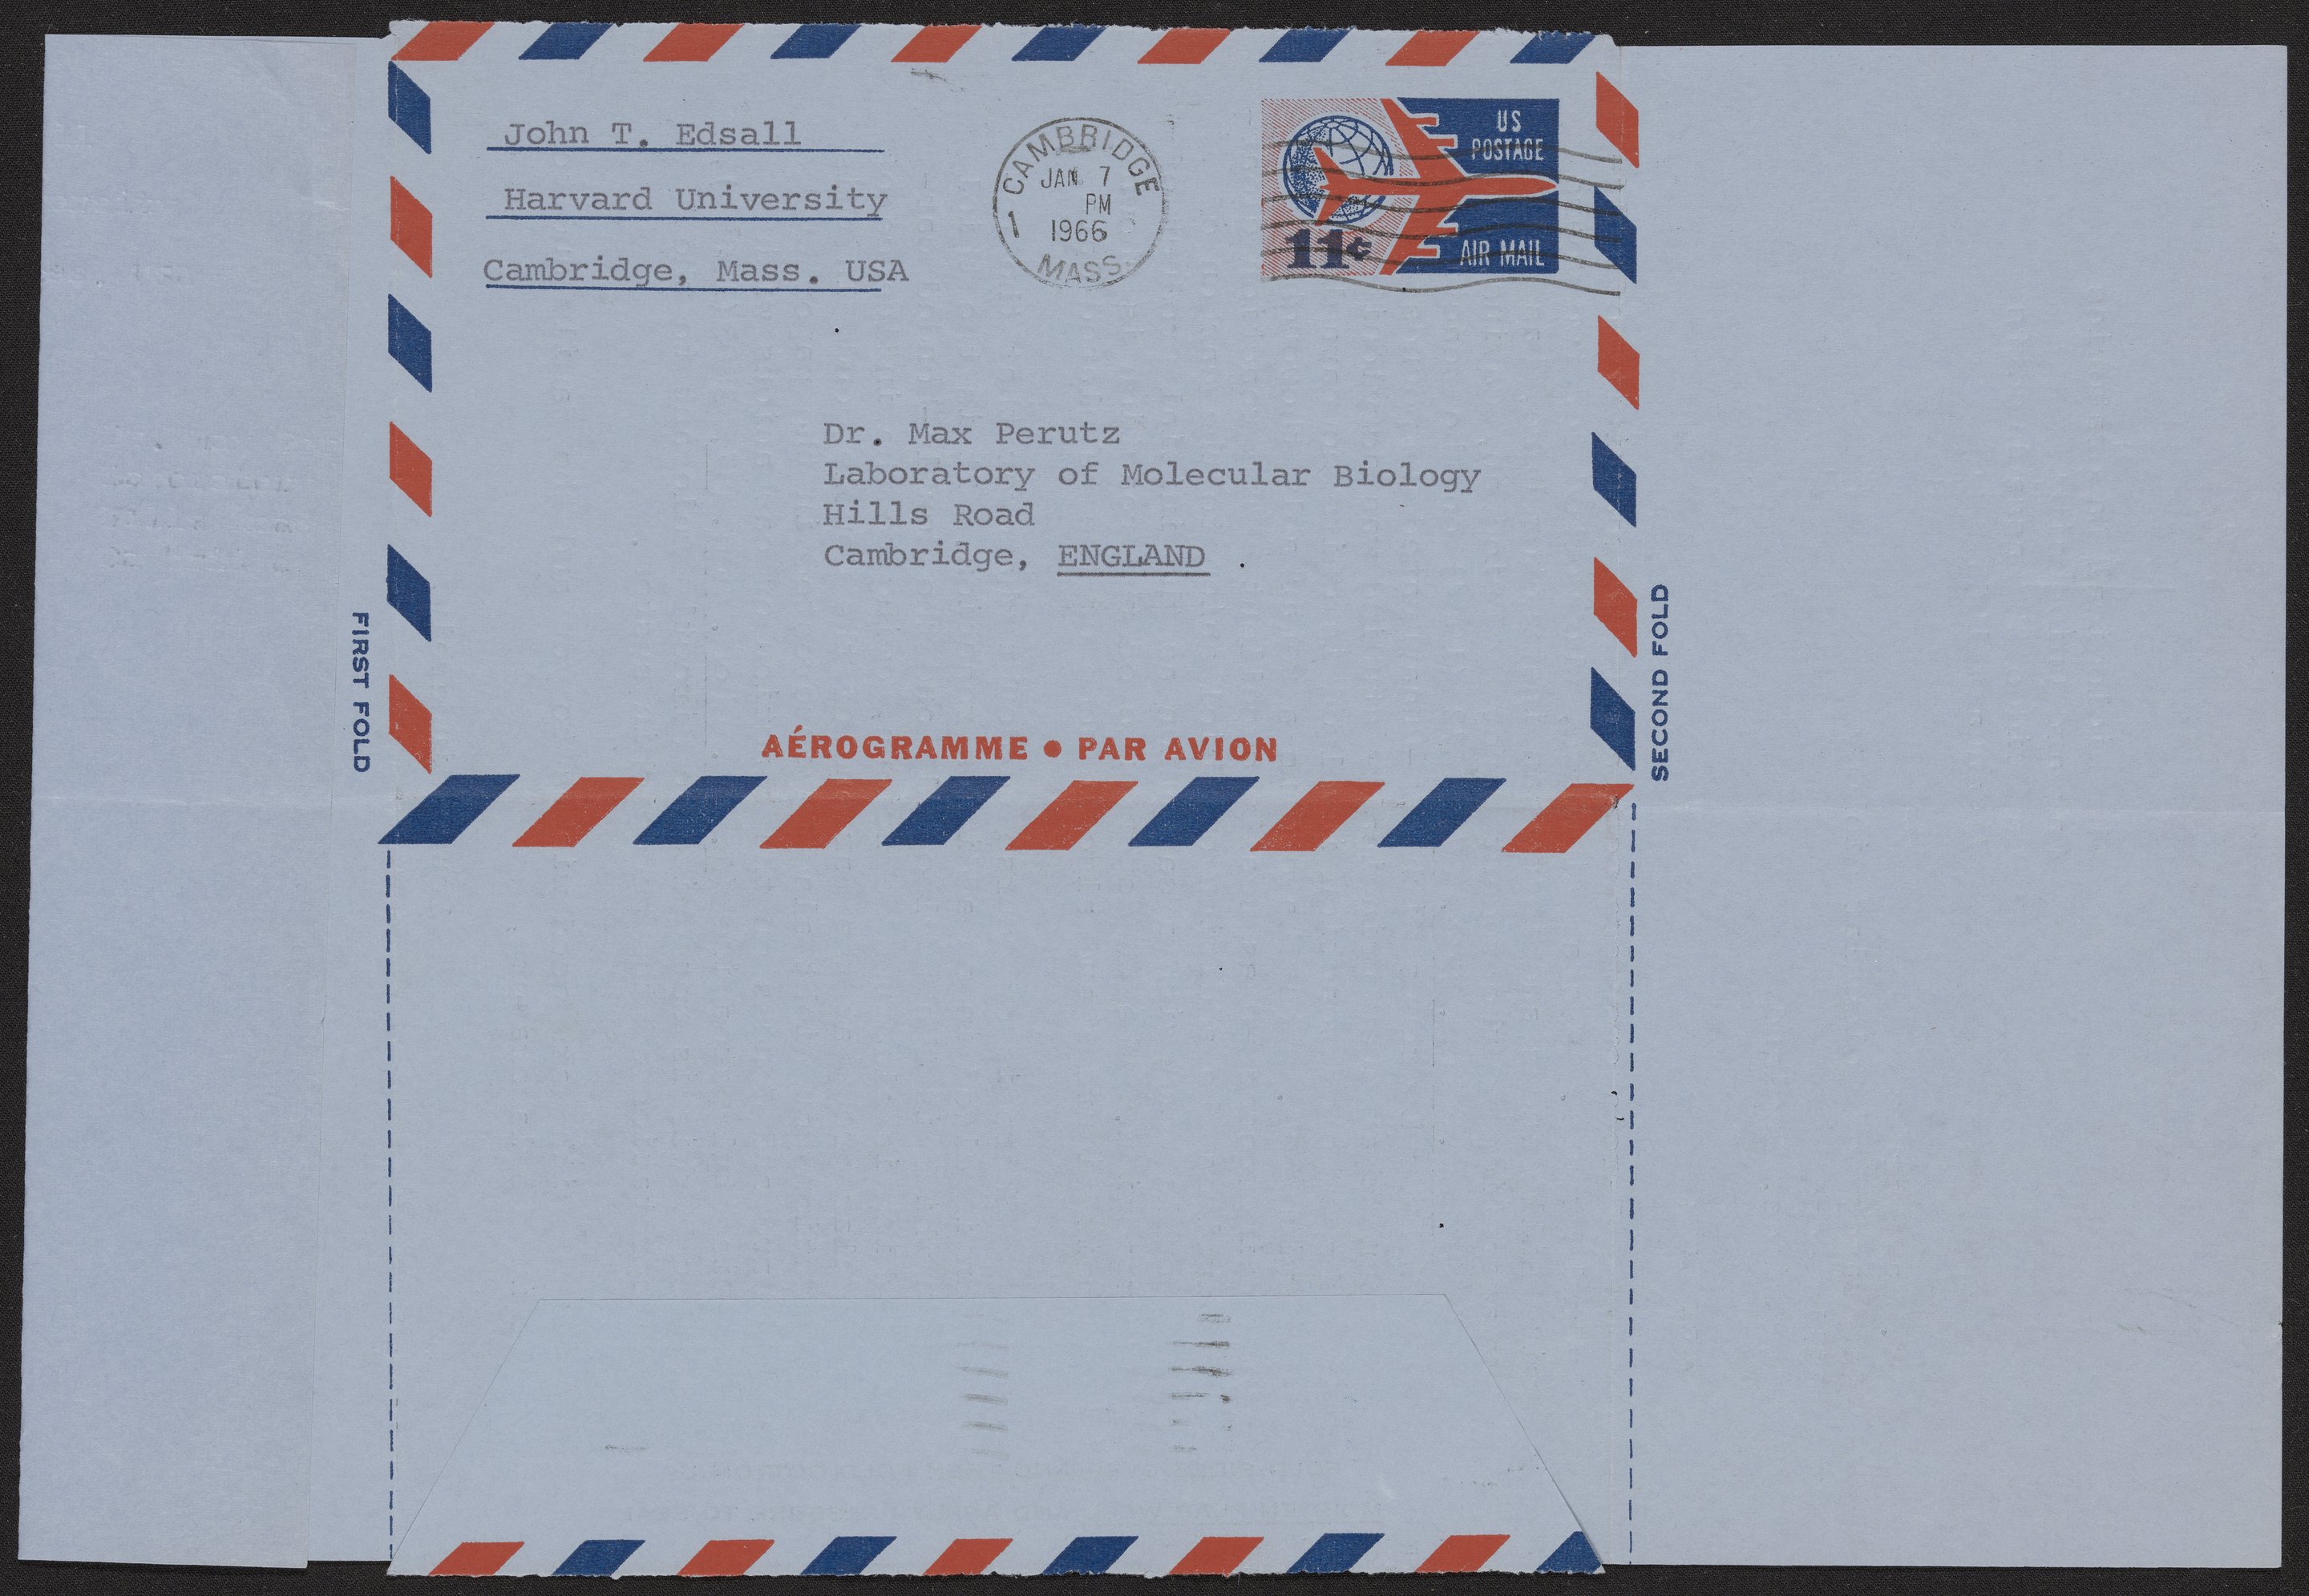 John T. Edsall
Harvard University
Cambridge, Mass. USA
CAMBRIDGE
JAN 7
PM
1966
1
MASS.
US
POSTAGE
11¢
AIR MAIL
Dr. Max Perutz
Laboratory of Molecular Biology
Hills Road
Cambridge, ENGLAND .
FIRST FOLD
SECOND FOLD
AÉROGRAMME • PAR AVION